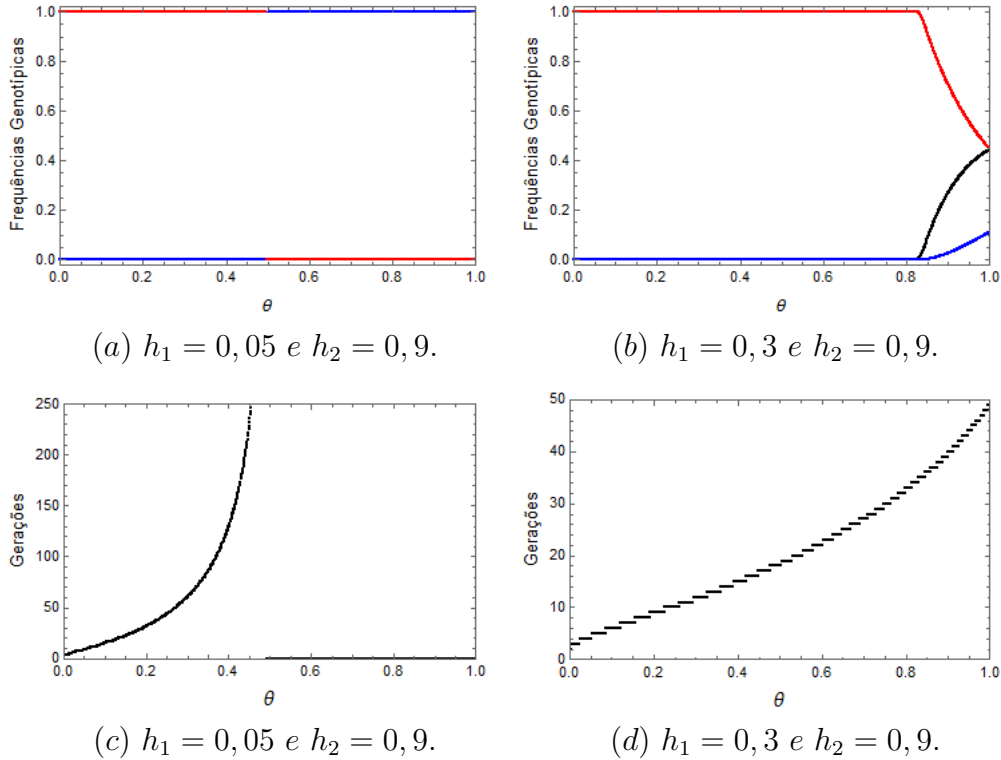 Frequências Genotípicas
1.0
0.8
0.6
0.4
0.2
0.0
0.0 0.2 0.4 0.6 0.8 1.0
θ
(a) h₁ = 0,05 e h₂ = 0,9.
Frequências Genotípicas
1.0
0.8
0.6
0.4
0.2
0.0
0.0 0.2 0.4 0.6 0.8 1.0
θ
(b) h₁ = 0,3 e h₂ = 0,9.
Gerações
250
200
150
100
50
0
0.0 0.2 0.4 0.6 0.8 1.0
θ
(c) h₁ = 0,05 e h₂ = 0,9.
Gerações
50
40
30
20
10
0
0.0 0.2 0.4 0.6 0.8 1.0
θ
(d) h₁ = 0,3 e h₂ = 0,9.